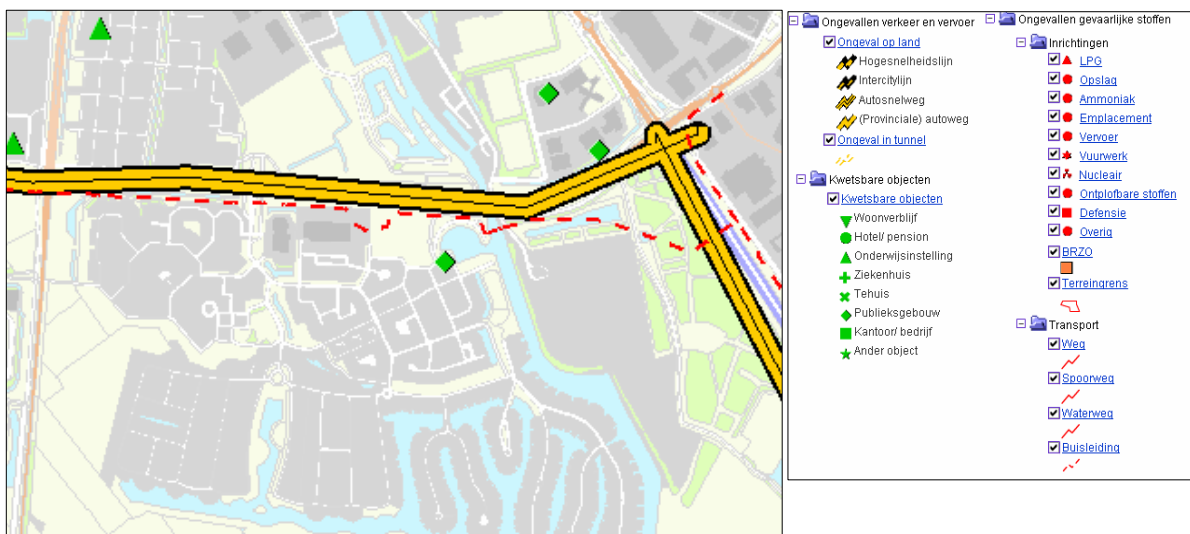 Ongevallen verkeer en vervoer
Ongeval op land
Hogesnelheidslijn
Intercitylijn
Autosnelweg
(Provinciale) autoweg
Ongeval in tunnel
Kwetsbare objecten
Kwetsbare objecten
Woonverblijf
Hotel/ pension
Onderwijsinstelling
Ziekenhuis
Tehuis
Publieksgebouw
Kantoor/ bedrijf
Ander object
Ongevallen gevaarlijke stoffen
Inrichtingen
LPG
Opslag
Ammoniak
Emplacement
Vervoer
Vuurwerk
Nucleair
Ontplofbare stoffen
Defensie
Overig
BRZO
Terreingrens
Transport
Weg
Spoorweg
Waterweg
Buisleiding